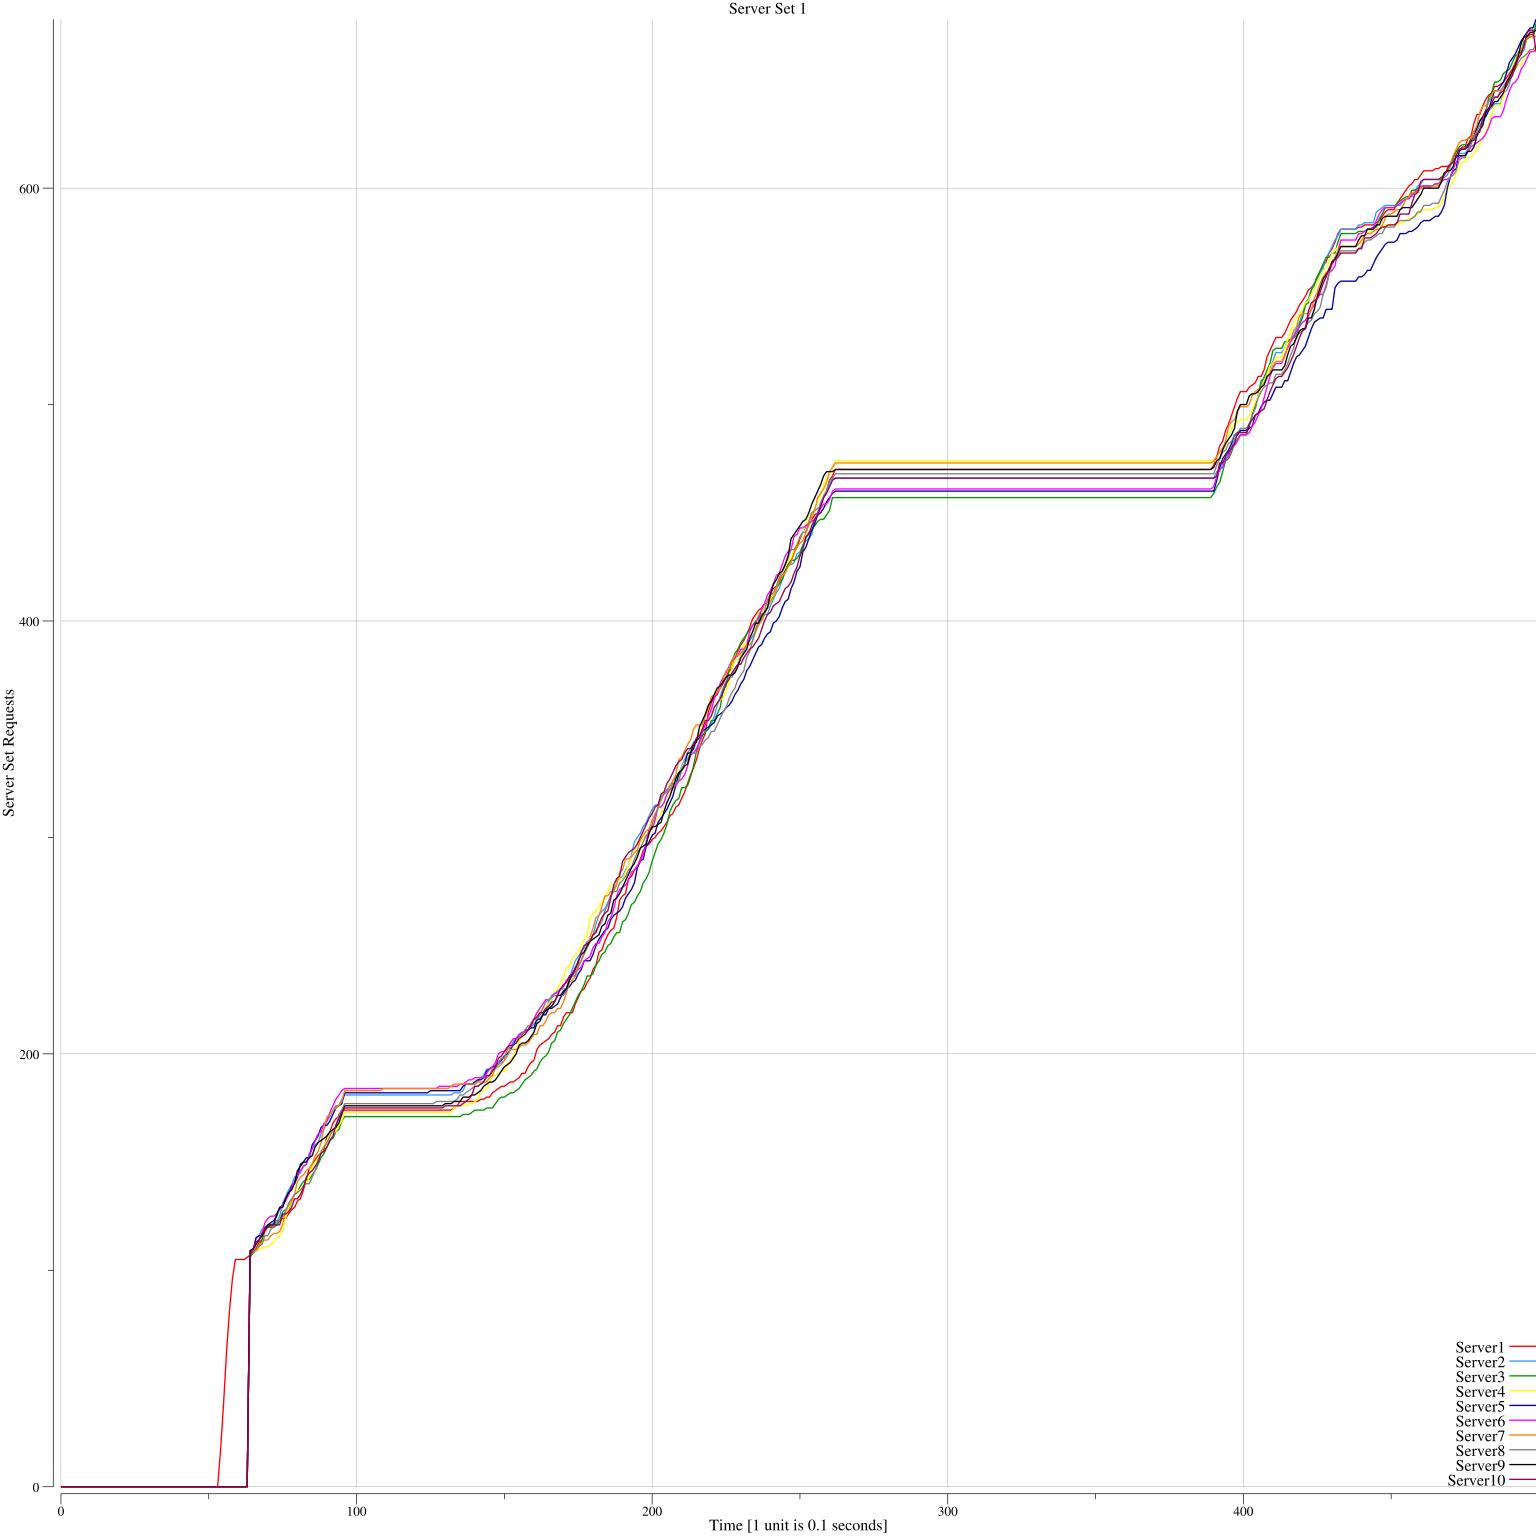 Server Set 1
600
400
Server Set Requests
200
0
0 100 200 300 400
Time [1 unit is 0.1 seconds]
Server1
Server2
Server3
Server4
Server5
Server6
Server7
Server8
Server9
Server10